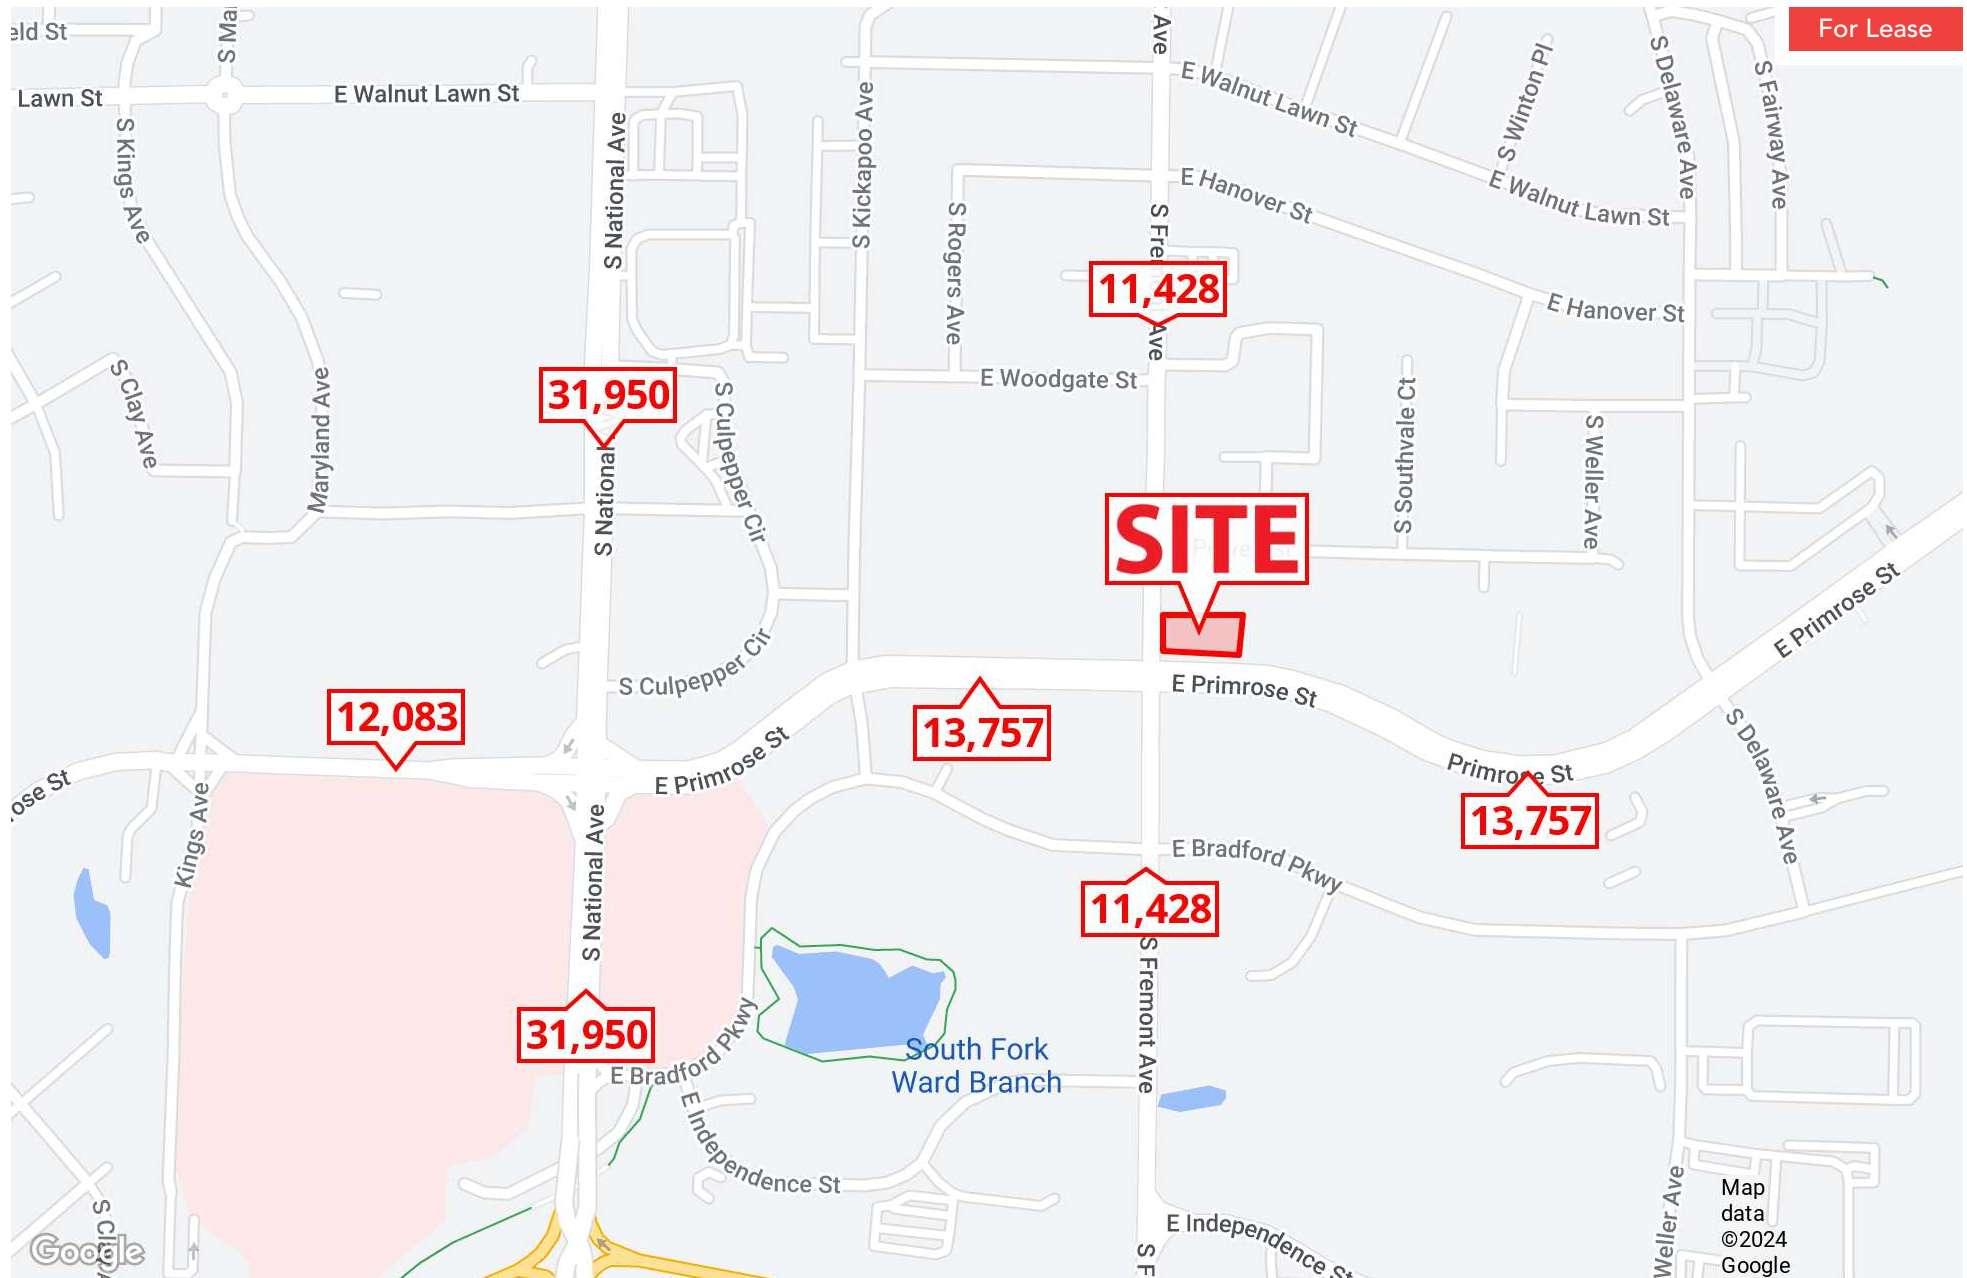 For Lease
eld St
S Mai
Ave
Lawn St
E Walnut Lawn St
E Walnut Lawn St
E Walnut Lawn St
S Kings Ave
S National Ave
S Kickapoo Ave
S Winton Pl
S Delaware Ave
S Fairway Ave
E Hanover St
E Hanover St
S Rogers Ave
11,428
Ave
31,950
E Woodgate St
S Clay Ave
Maryland Ave
S Culpepper Cir
S Southvale Ct
S Weller Ave
S National
SITE
S Culpepper Cir
E Primrose St
E Primrose St
12,083
13,757
E Primrose St
Primrose St
13,757
S Delaware Ave
ose St
Kings Ave
S National Ave
E Bradford Pkwy
11,428
S Fremont Ave
31,950
E Bradford Pkwy
South Fork
Ward Branch
E Independence St
E Independence St
Weller Ave
Map
data
©2024
Google
Google